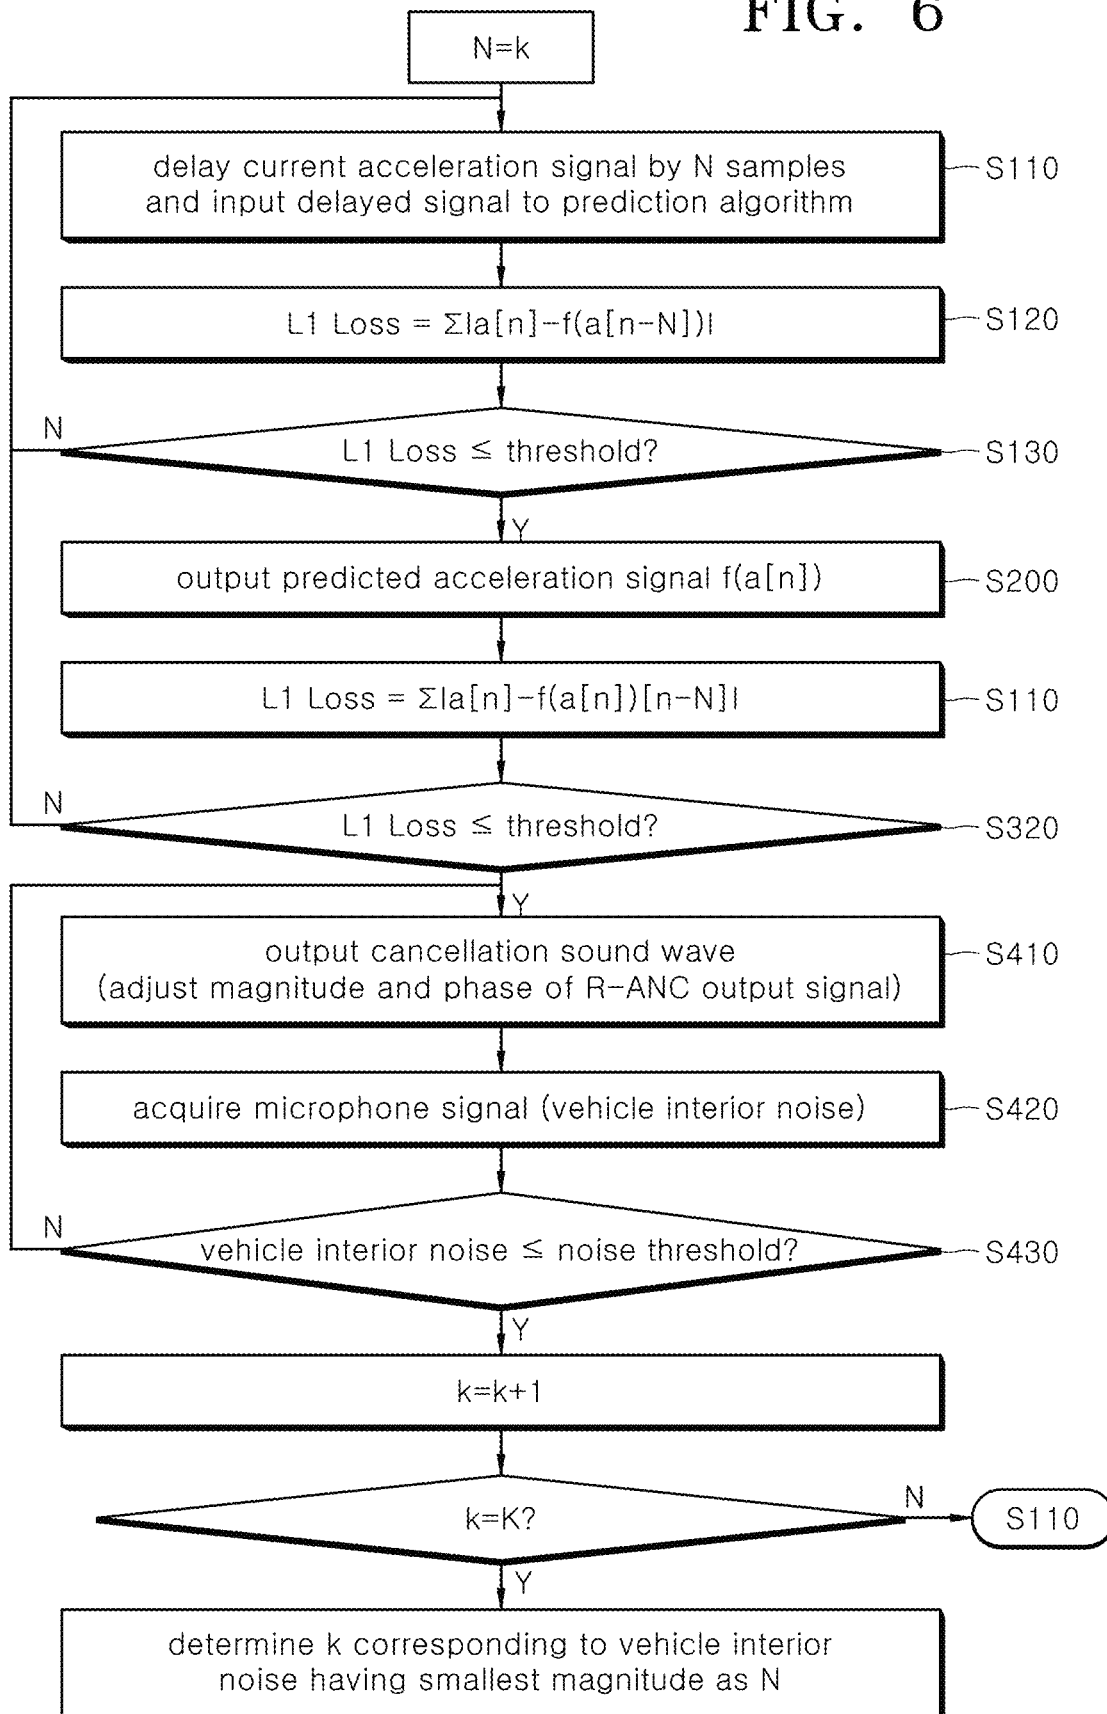 FIG. 6
N=k
delay current acceleration signal by N samples
and input delayed signal to prediction algorithm
S110
L1 Loss = Σla[n]-f(a[n-N])l
S120
N
L1 Loss ≤ threshold?
S130
Y
output predicted acceleration signal f(a[n])
S200
L1 Loss = Σla[n]-f(a[n])[n-N]l
S110
N
L1 Loss ≤ threshold?
S320
Y
output cancellation sound wave
(adjust magnitude and phase of R-ANC output signal)
S410
acquire microphone signal (vehicle interior noise)
S420
N
vehicle interior noise ≤ noise threshold?
S430
Y
k=k+1
k=K?
N
S110
Y
determine k corresponding to vehicle interior
noise having smallest magnitude as N